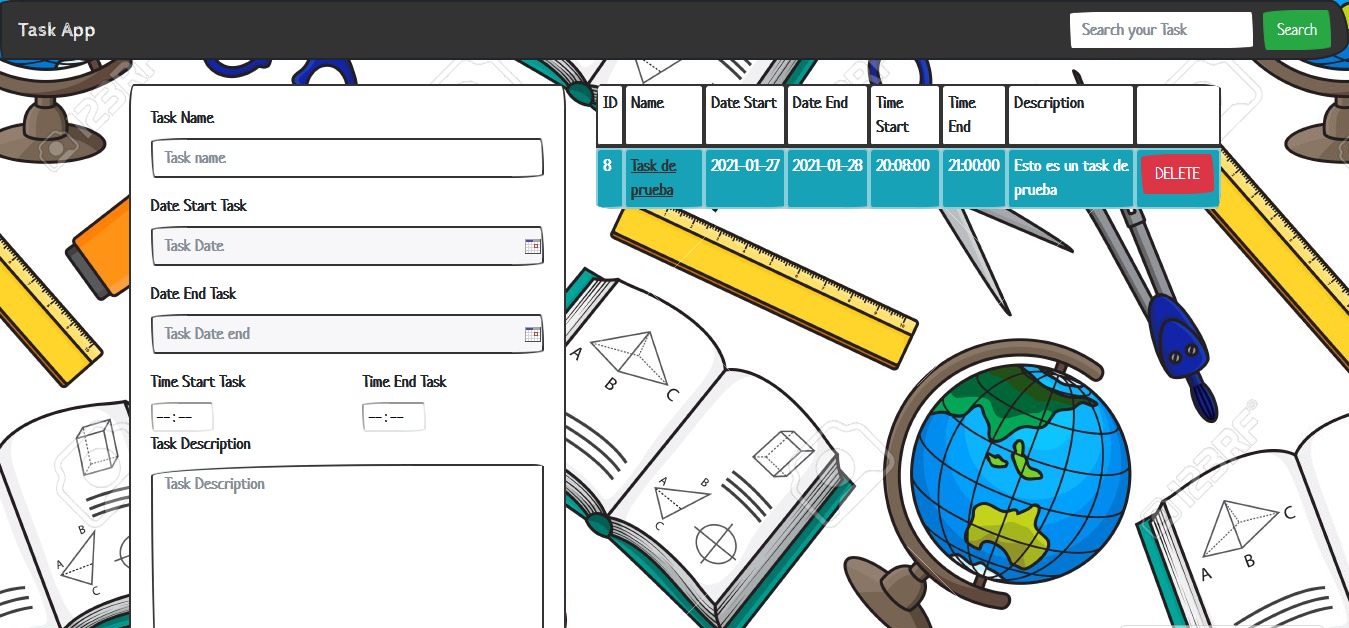 Task App
Search your Task
Search
Task Name
Task name
Date Start Task
Task Date
Date End Task
Task Date end
Time Start Task Time End Task
--:-- --:--
Task Description
Task Description
ID Name Date Start Date End Time Start Time End Description
8 Task de prueba 2021-01-27 2021-01-28 20:08:00 21:00:00 Esto es un task de prueba DELETE
A
B
C
A
B
C
A
B
C
A
B
C
123RF
123RF